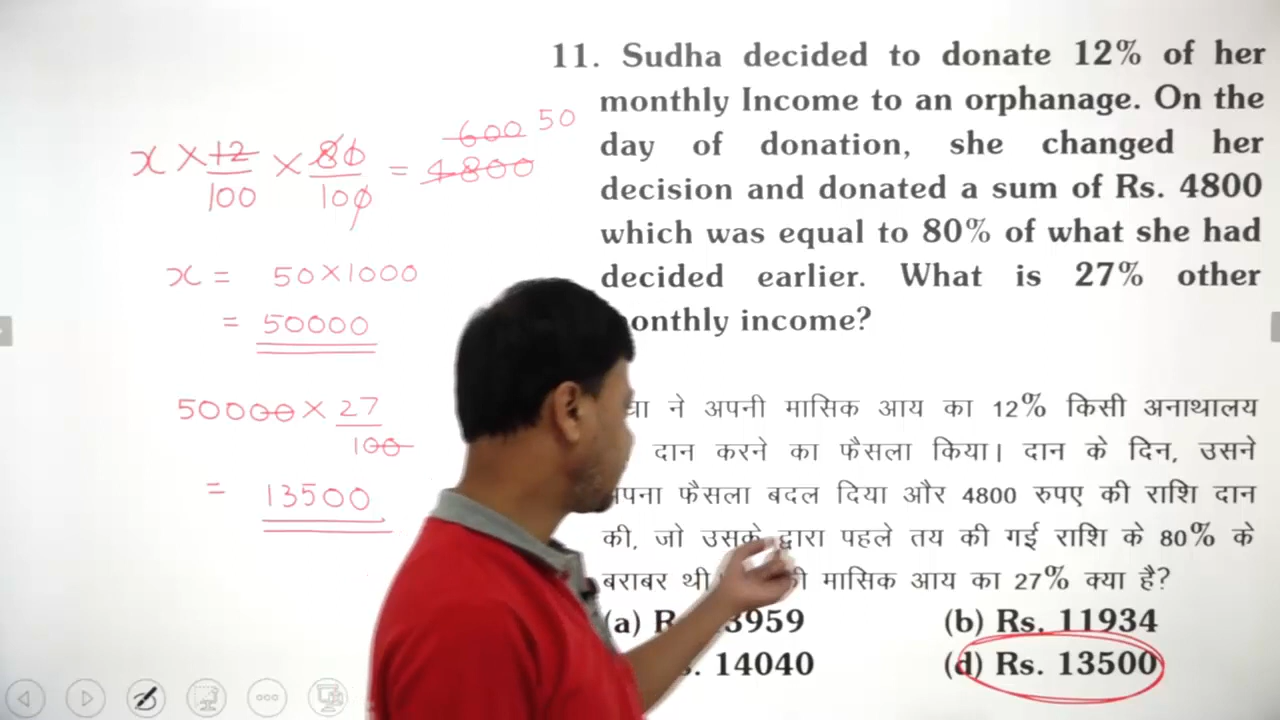 11. Sudha decided to donate 12% of her
monthly Income to an orphanage. On the
day of donation, she changed her
decision and donated a sum of Rs. 4800
which was equal to 80% of what she had
decided earlier. What is 27% other
monthly income?
ने अपनी मासिक आय का 12% किसी अनाथालय
दान करने का फैसला किया। दान के दिन, उसने
फैसला बदल दिया और 4800 रुपए की राशि दान
की, जो उसके द्वारा पहले तय की गई राशि के 80% के
बराबर थी। मासिक आय का 27% क्या है?
(a) (b) Rs. 11934
14040 (d) Rs. 13500
x × 12/100 × 80/100 = 4800 600 50
x = 50×1000
= 50000
50000 × 27/100
= 13500